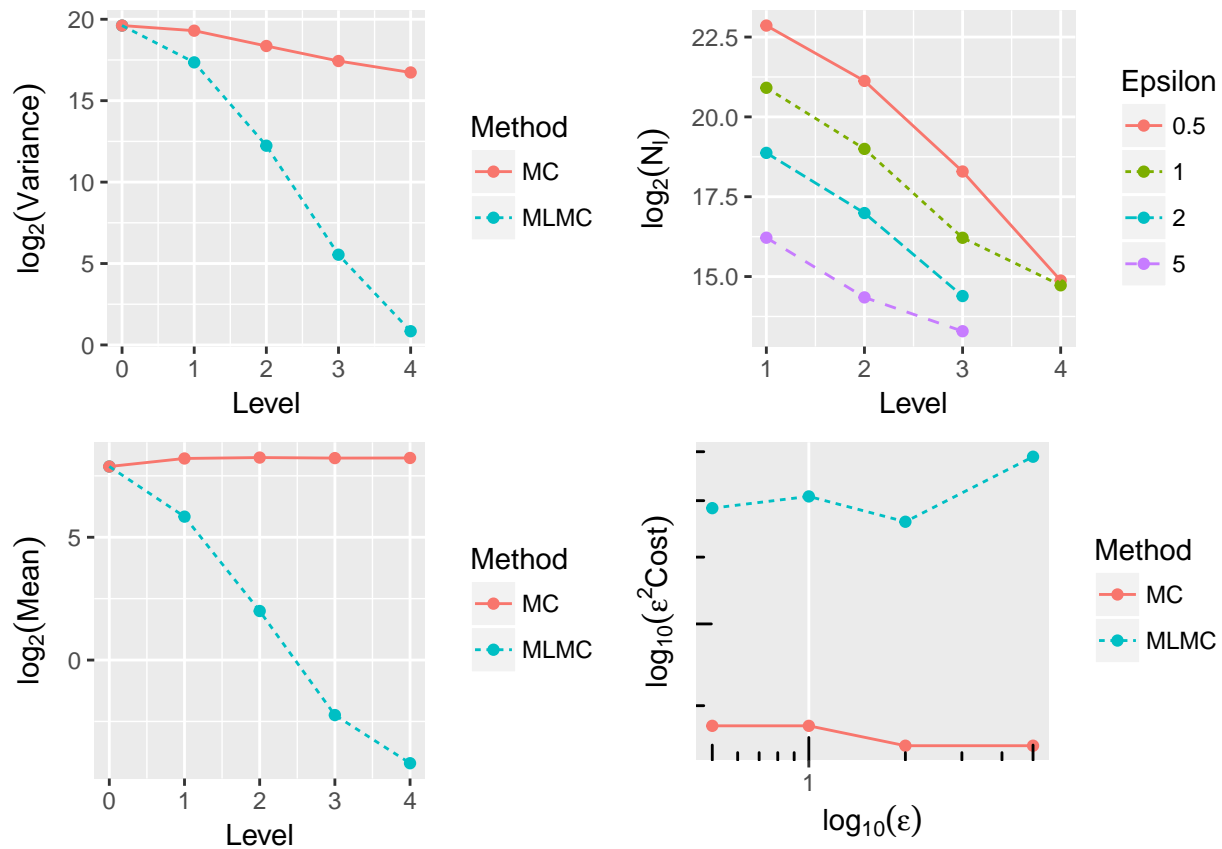 log₂(Variance)
20
15
10
5
0
0 1 2 3 4
Level
Method
MC
MLMC
log₂(Nₗ)
22.5
20.0
17.5
15.0
1 2 3 4
Level
Epsilon
0.5
1
2
5
log₂(Mean)
5
0
0 1 2 3 4
Level
Method
MC
MLMC
log₁₀(ε²Cost)
1
log₁₀(ε)
Method
MC
MLMC